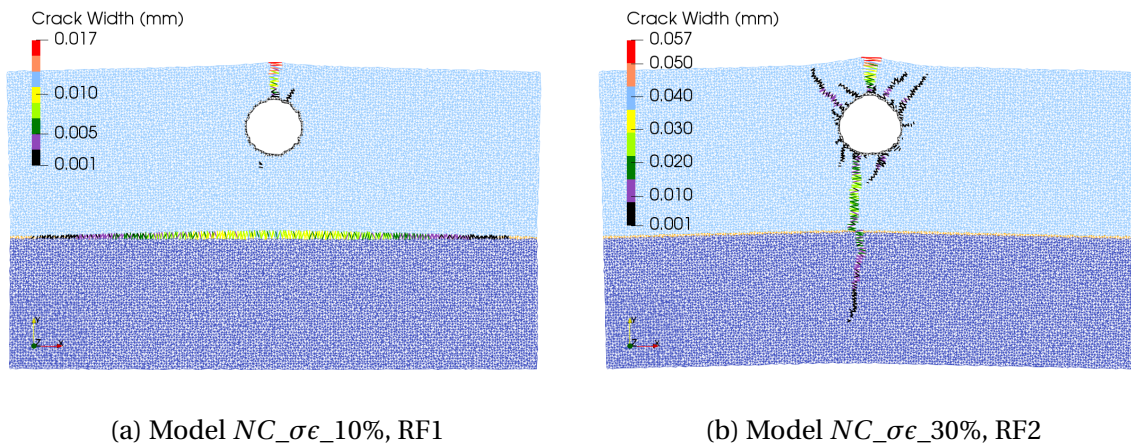 Crack Width (mm)
0.017
0.010
0.005
0.001
Y
Z X
Crack Width (mm)
0.057
0.050
0.040
0.030
0.020
0.010
0.001
Y
Z X
(a) Model NC_σϵ_10%, RF1
(b) Model NC_σϵ_30%, RF2